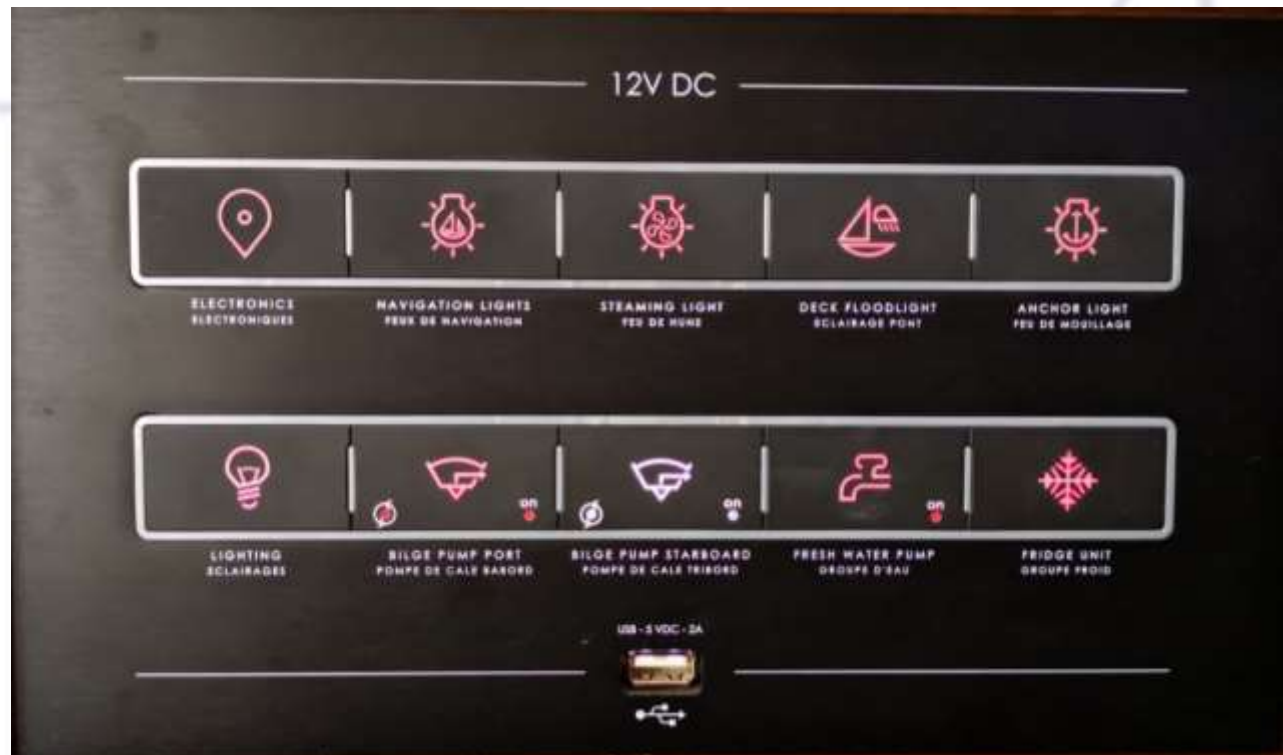 12V DC
ELECTRONICS
ELECTRONIQUES
NAVIGATION LIGHTS
FEUX DE NAVIGATION
STEAMING LIGHT
FEU DE HUNE
DECK FLOODLIGHT
ECLAIRAGE PONT
ANCHOR LIGHT
FEU DE MOUILLAGE
on
on
on
LIGHTING
ECLAIRAGES
BILGE PUMP PORT
POMPE DE CALE BABORD
BILGE PUMP STARBOARD
POMPE DE CALE TRIBORD
FRESH WATER PUMP
GROUPE D'EAU
FRIDGE UNIT
GROUPE FROID
USB - 5 VDC - 2A